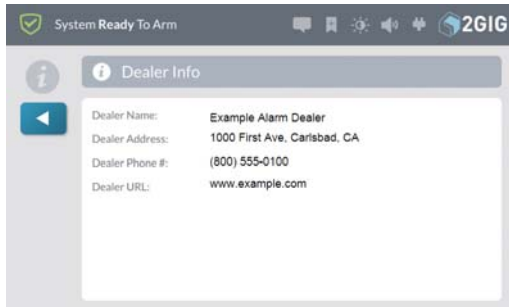 System Ready To Arm
2GIG
Dealer Info
Dealer Name: Example Alarm Dealer
Dealer Address: 1000 First Ave, Carlsbad, CA
Dealer Phone #: (800) 555-0100
Dealer URL: www.example.com